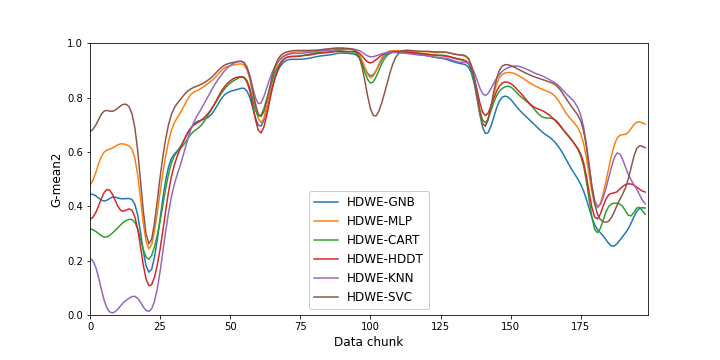 1.0
0.8
0.6
0.4
0.2
0.0
G-mean2
HDWE-GNB
HDWE-MLP
HDWE-CART
HDWE-HDDT
HDWE-KNN
HDWE-SVC
0 25 50 75 100 125 150 175
Data chunk